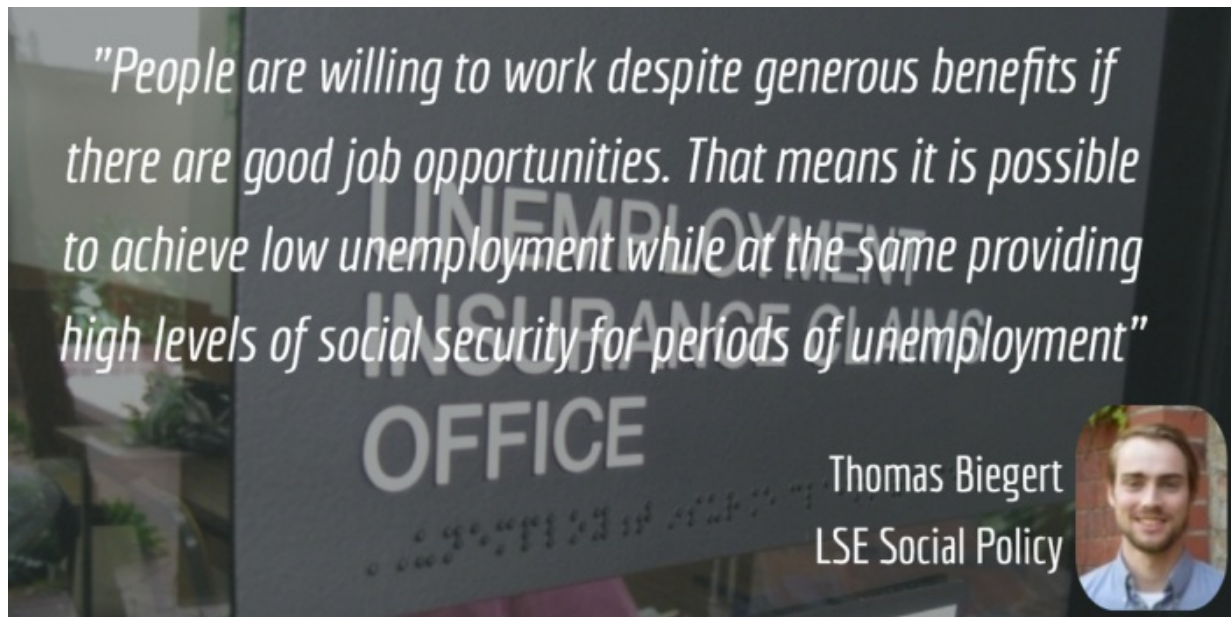 "People are willing to work despite generous benefits if
there are good job opportunities. That means it is possible
to achieve low unemployment while at the same providing
high levels of social security for periods of unemployment"
UNEMPLOYMENT
INSURANCE CLAIMS
OFFICE
Thomas Biegert
LSE Social Policy